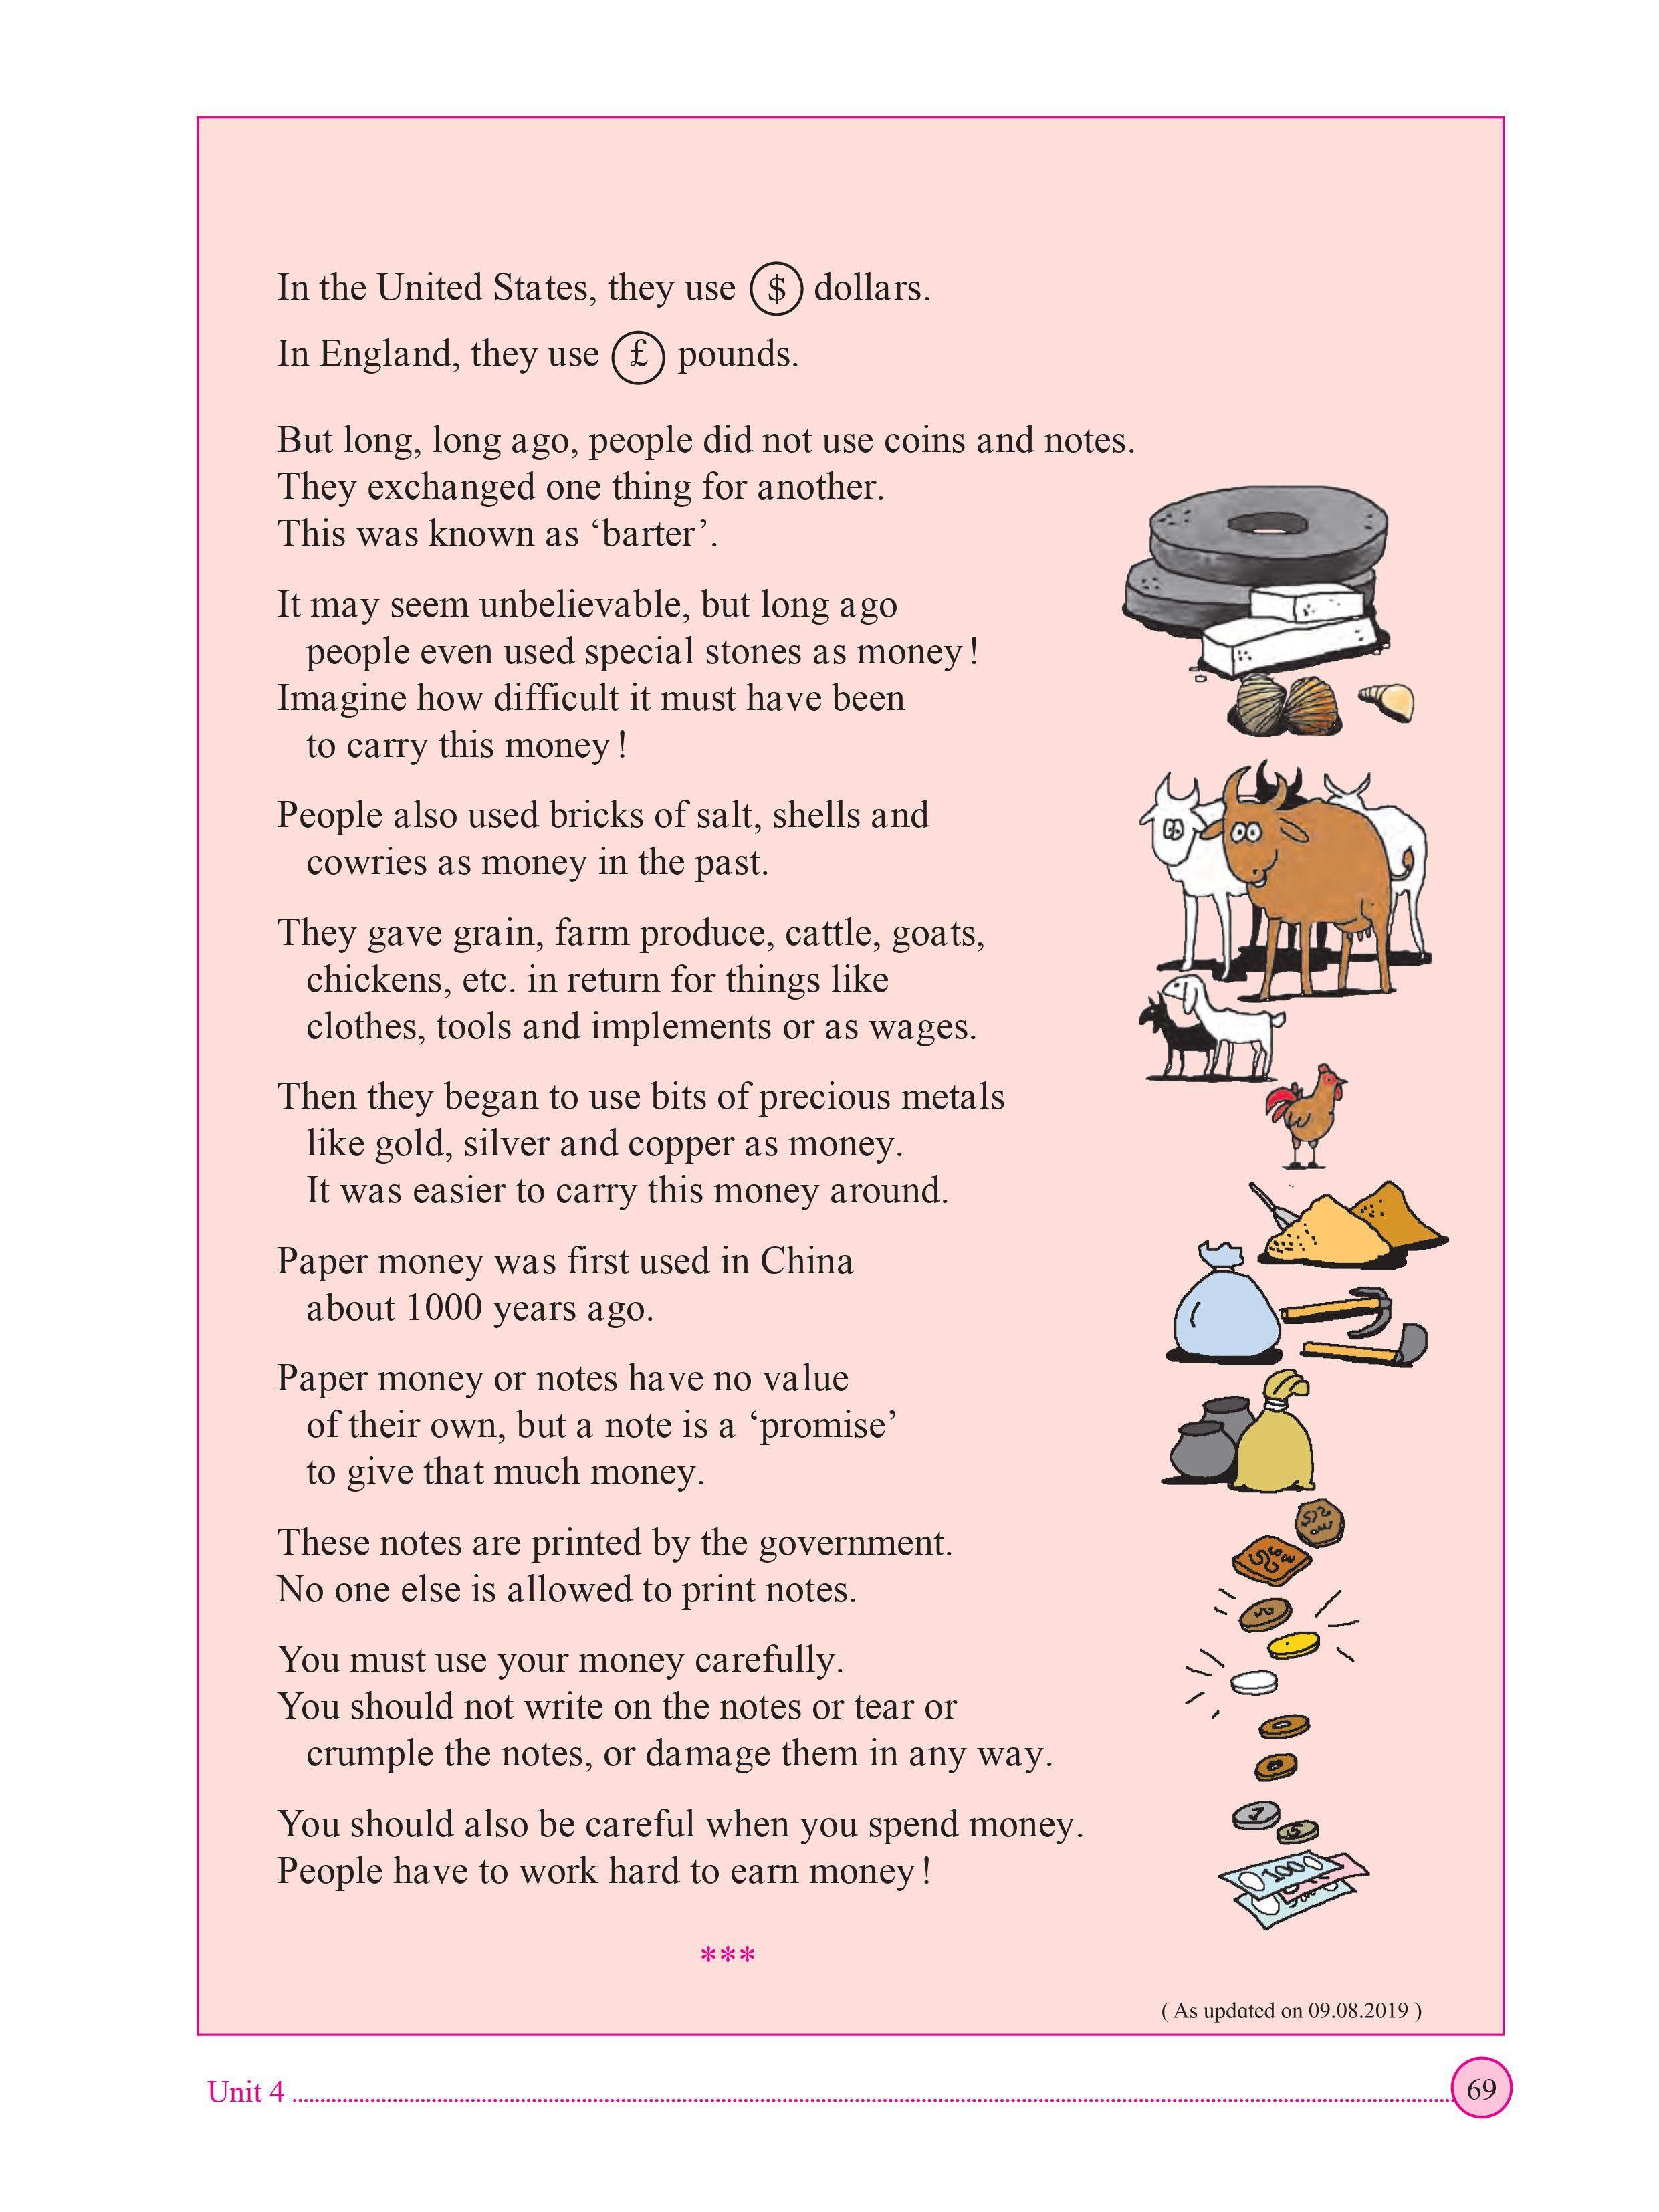 In the United States, they use $ dollars.
In England, they use £ pounds.
But long, long ago, people did not use coins and notes.
They exchanged one thing for another.
This was known as ‘barter’.
It may seem unbelievable, but long ago
people even used special stones as money !
Imagine how difficult it must have been
to carry this money !
People also used bricks of salt, shells and
cowries as money in the past.
They gave grain, farm produce, cattle, goats,
chickens, etc. in return for things like
clothes, tools and implements or as wages.
Then they began to use bits of precious metals
like gold, silver and copper as money.
It was easier to carry this money around.
Paper money was first used in China
about 1000 years ago.
Paper money or notes have no value
of their own, but a note is a ‘promise’
to give that much money.
These notes are printed by the government.
No one else is allowed to print notes.
You must use your money carefully.
You should not write on the notes or tear or
crumple the notes, or damage them in any way.
You should also be careful when you spend money.
People have to work hard to earn money !
1
5
100
***
( As updated on 09.08.2019 )
Unit 4
69